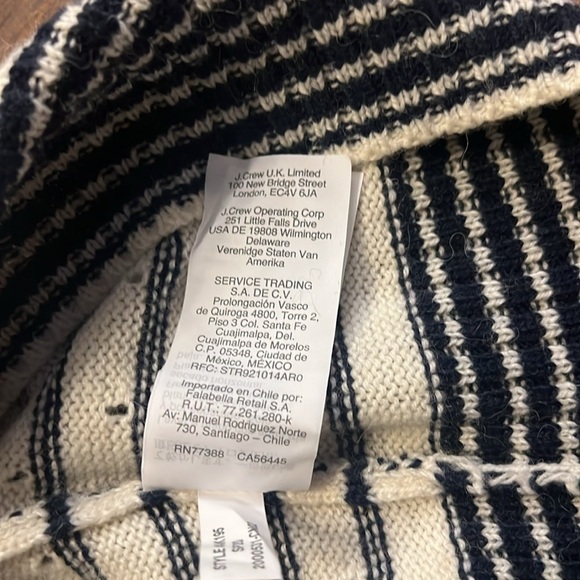 J.Crew U.K. Limited
100 New Bridge Street
London, EC4V 6JA
J.Crew Operating Corp
251 Little Falls Drive
USA DE 19808 Wilmington
Delaware
Verenidge Staten Van
Amerika
SERVICE TRADING
S.A. DE C.V.
Prolongación Vasco
de Quiroga 4800, Torre 2,
Piso 3 Col. Santa Fe
Cuajimalpa, Del.
Cuajimalpa de Morelos
C.P. 05348, Ciudad de
México, MÉXICO
RFC: STR921014AR0
Importado en Chile por:
Falabella Retail S.A.
R.U.T.: 77.261.280-k
Av: Manuel Rodriguez Norte
730, Santiago – Chile
RN77388 CA56445
STYLE#AK195